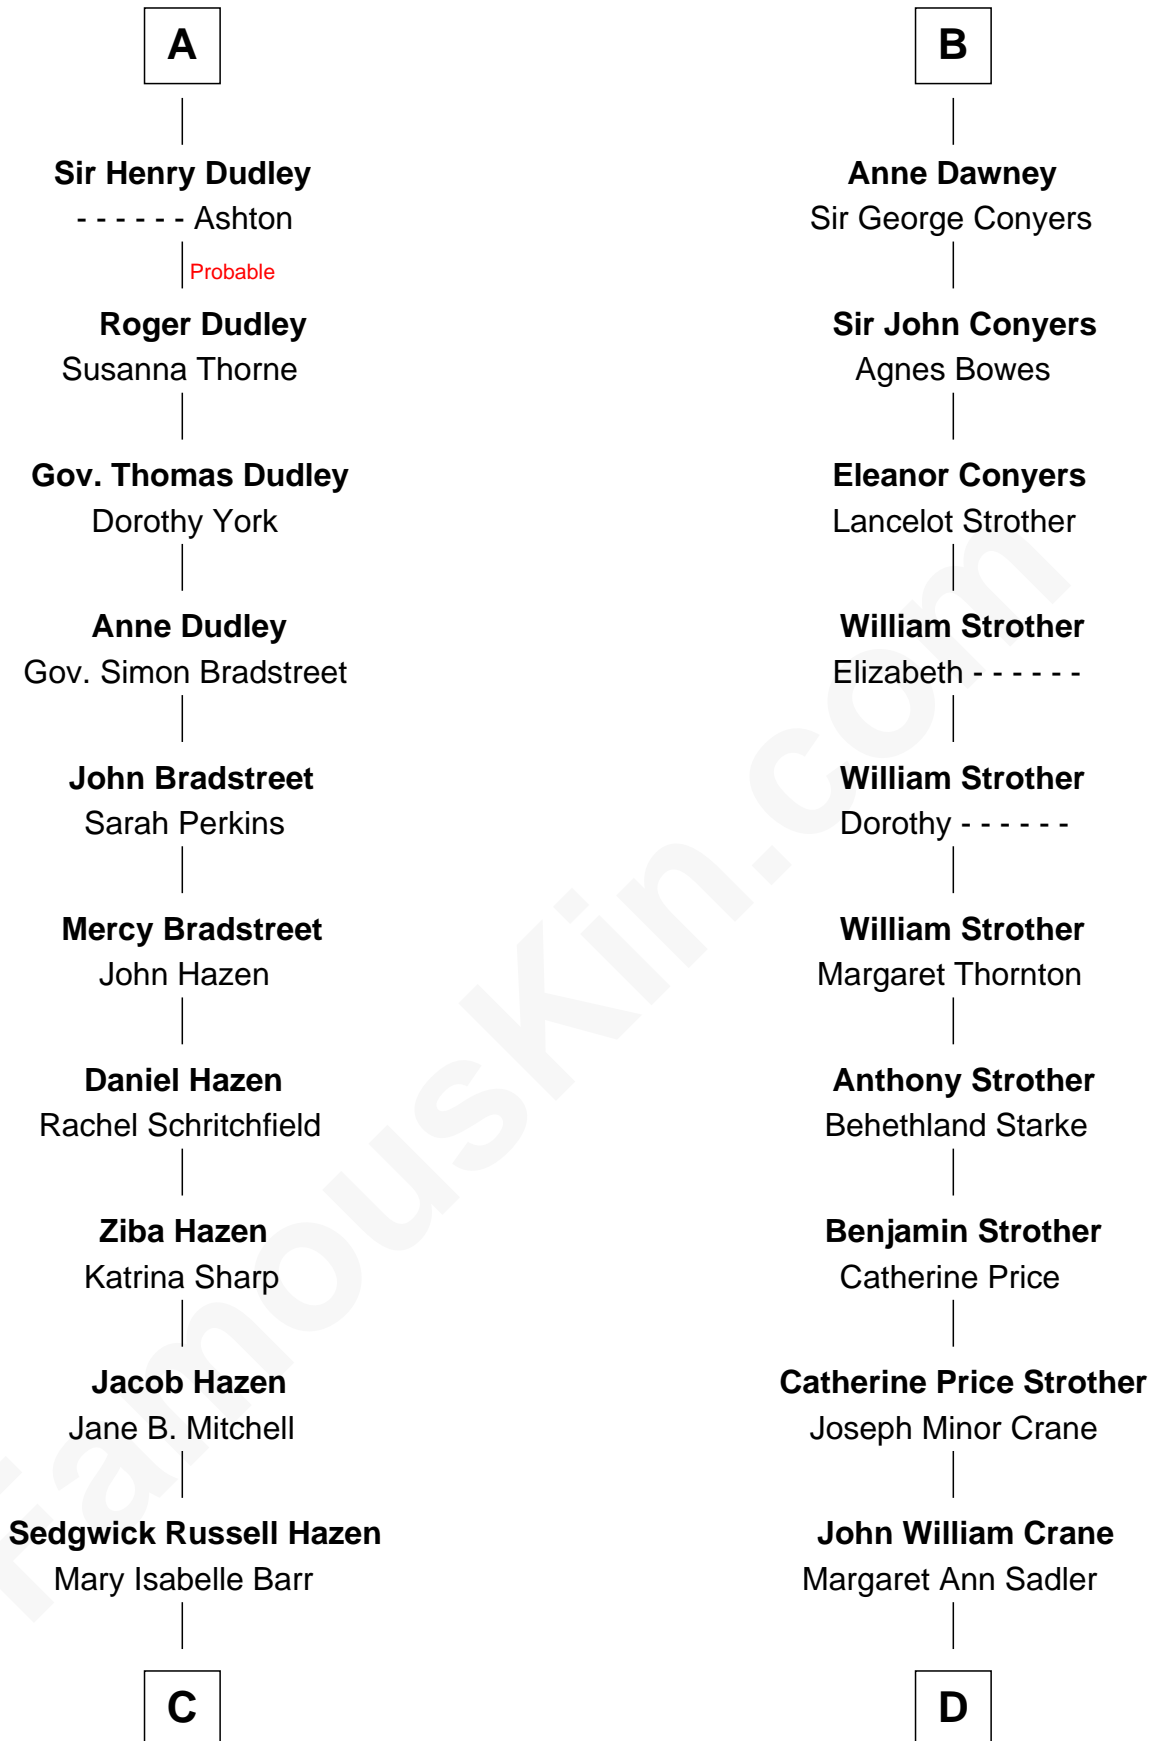 A
Sir Henry Dudley
- - - - - - Ashton
Probable
Roger Dudley
Susanna Thorne
Gov. Thomas Dudley
Dorothy York
Anne Dudley
Gov. Simon Bradstreet
John Bradstreet
Sarah Perkins
Mercy Bradstreet
John Hazen
Daniel Hazen
Rachel Schritchfield
Ziba Hazen
Katrina Sharp
Jacob Hazen
Jane B. Mitchell
Sedgwick Russell Hazen
Mary Isabelle Barr
C
B
Anne Dawney
Sir George Conyers
Sir John Conyers
Agnes Bowes
Eleanor Conyers
Lancelot Strother
William Strother
Elizabeth - - - - - -
William Strother
Dorothy - - - - - -
William Strother
Margaret Thornton
Anthony Strother
Behethland Starke
Benjamin Strother
Catherine Price
Catherine Price Strother
Joseph Minor Crane
John William Crane
Margaret Ann Sadler
D
FamousKin.com